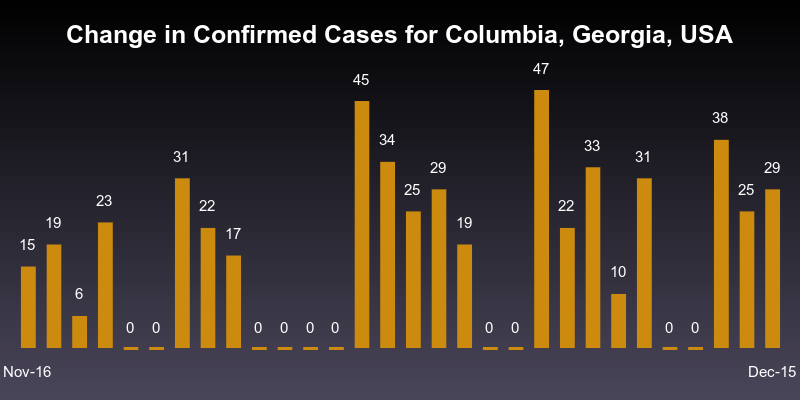 Change in Confirmed Cases for Columbia, Georgia, USA
15 19 6 23 0 0 31 22 17 0 0 0 0 45 34 25 29 19 0 0 47 22 33 10 31 0 0 38 25 29
Nov-16 Dec-15